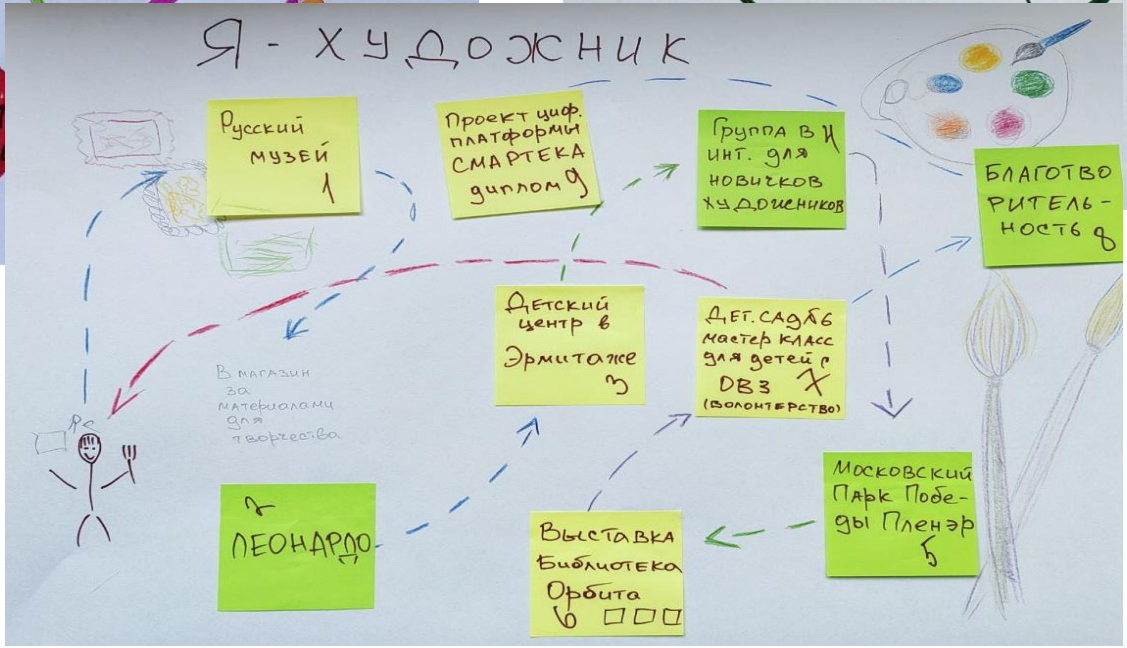 Я - ХУДОЖНИК
Русский
музей
1
Проект циф.
платформы
СМАРТЕКА
диплом 9
Группа в 4
инт. для
новичков
художников
БЛАГОТВО
РИТЕЛЬ-
НОСТЬ 8
Детский
центр в
Эрмитаже
3
ДЕТ. САД №6
мастер класс
для детей с
ОВЗ 7
(волонтерство)
В магазин
за
материалами
для
творчества
2
ЛЕОНАРДО
Выставка
Библиотека
Орбита
6
Московский
Парк Побе-
ды Пленэр
5